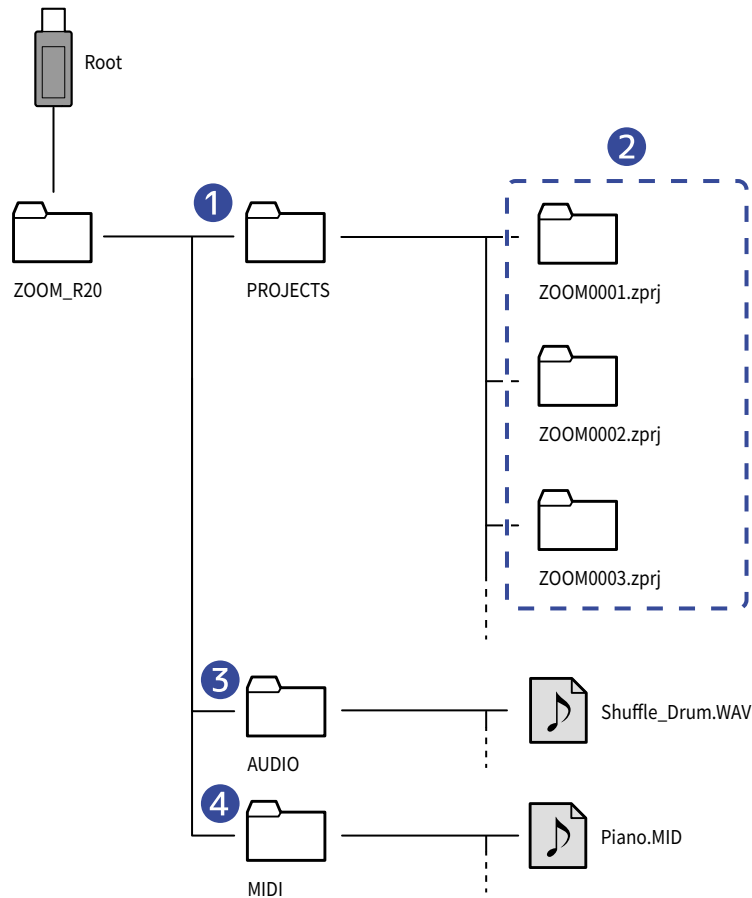 Root
2
1
ZOOM_R20
PROJECTS
ZOOM0001.zprj
ZOOM0002.zprj
ZOOM0003.zprj
3
AUDIO
Shuffle_Drum.WAV
4
MIDI
Piano.MID